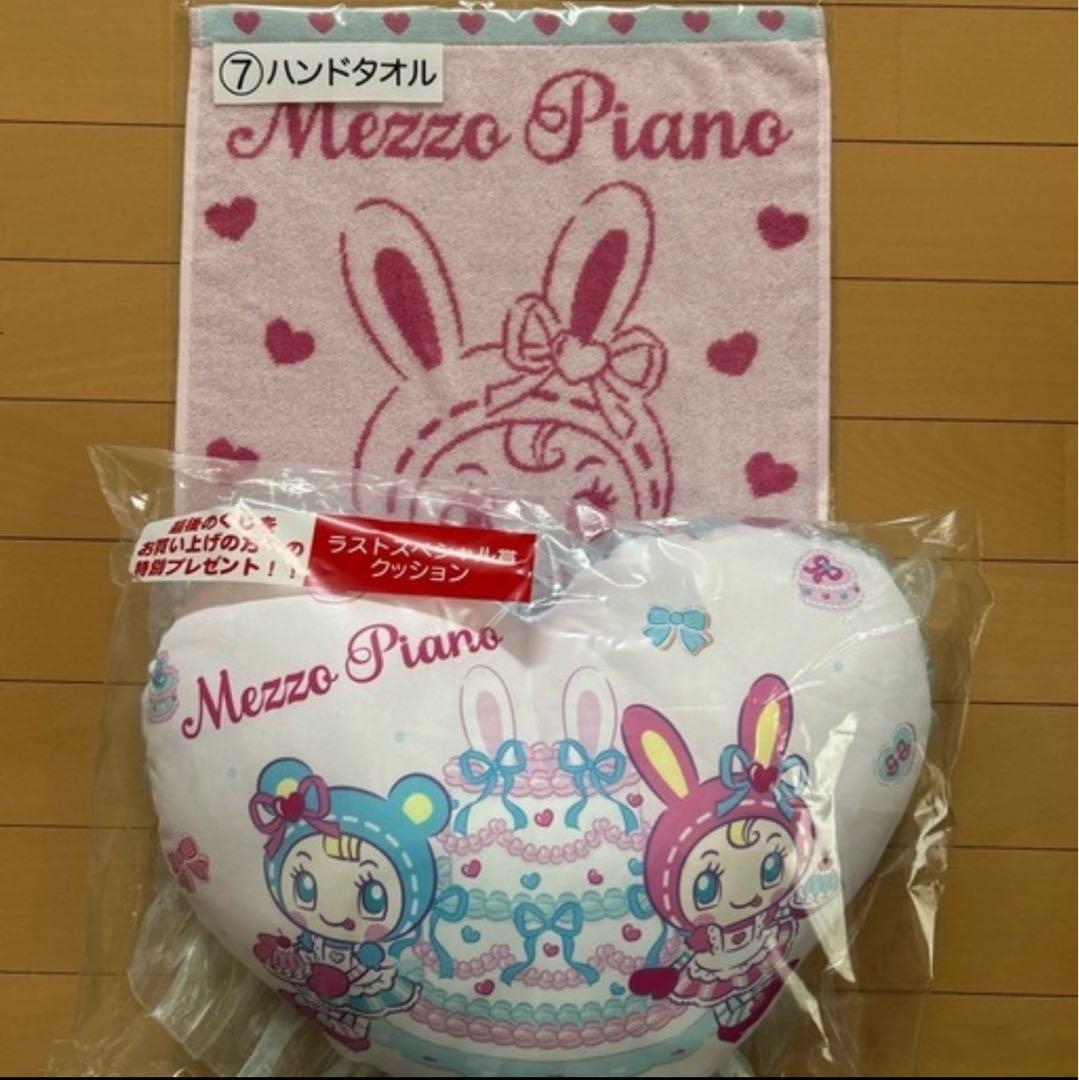 ⑦ハンドタオル
Mezzo Piano
最後のくじを
お買い上げの方への
特別プレゼント！！
ラストスペシャル賞
クッション
Mezzo Piano